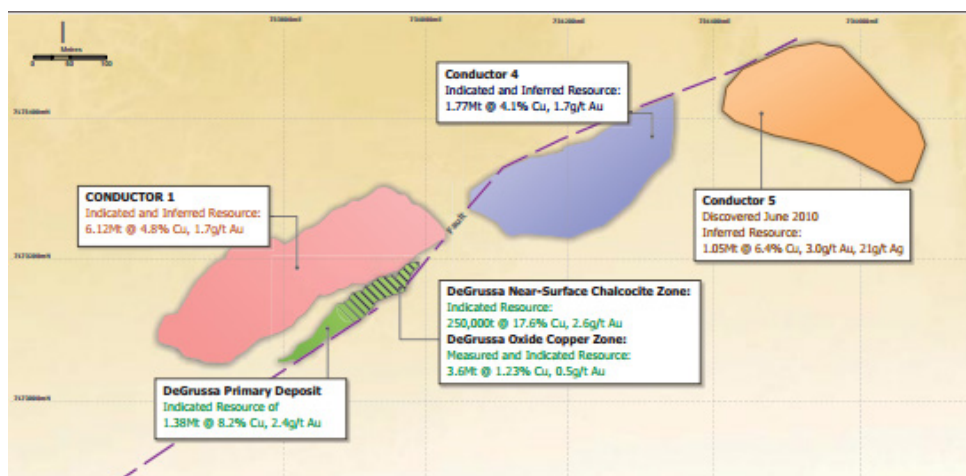 Metres
0 50 100
Conductor 4
Indicated and Inferred Resource:
1.77Mt @ 4.1% Cu, 1.7g/t Au
CONDUCTOR 1
Indicated and Inferred Resource:
6.12Mt @ 4.8% Cu, 1.7g/t Au
Fault
Conductor 5
Discovered June 2010
Inferred Resource:
1.05Mt @ 6.4% Cu, 3.0g/t Au, 21g/t Ag
DeGrussa Near-Surface Chalcocite Zone:
Indicated Resource:
250,000t @ 17.6% Cu, 2.6g/t Au
DeGrussa Oxide Copper Zone:
Measured and Indicated Resource:
3.6Mt @ 1.23% Cu, 0.5g/t Au
DeGrussa Primary Deposit
Indicated Resource of
1.38Mt @ 8.2% Cu, 2.4g/t Au